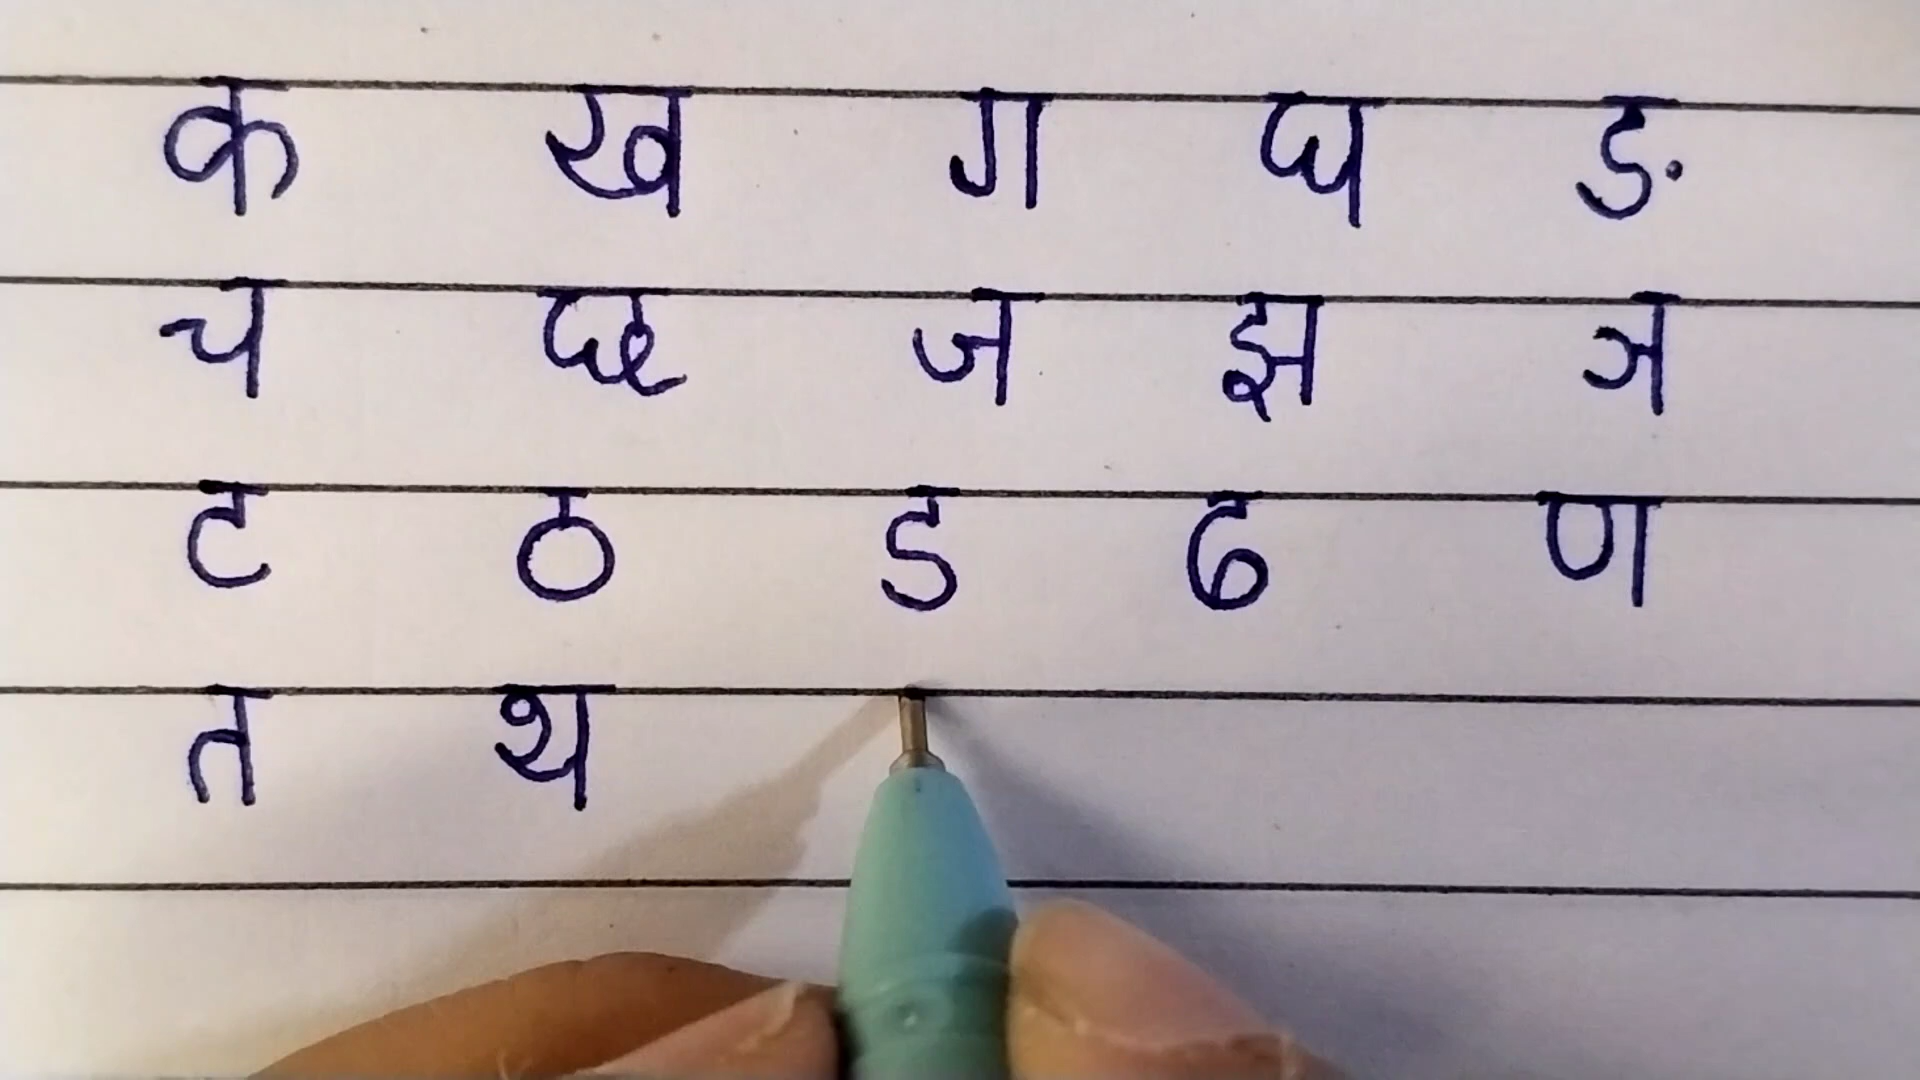 क ख ग घ ङ
च छ ज झ ञ
ट ठ ड ढ ण
त थ